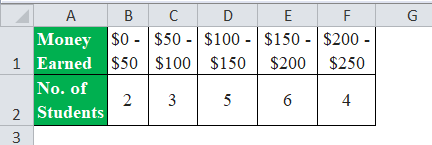 A B C D E F G
Money $0 - $50 - $100 - $150 - $200 -
1 Earned $50 $100 $150 $200 $250
No. of
2 3 5 6 4
2 Students
3